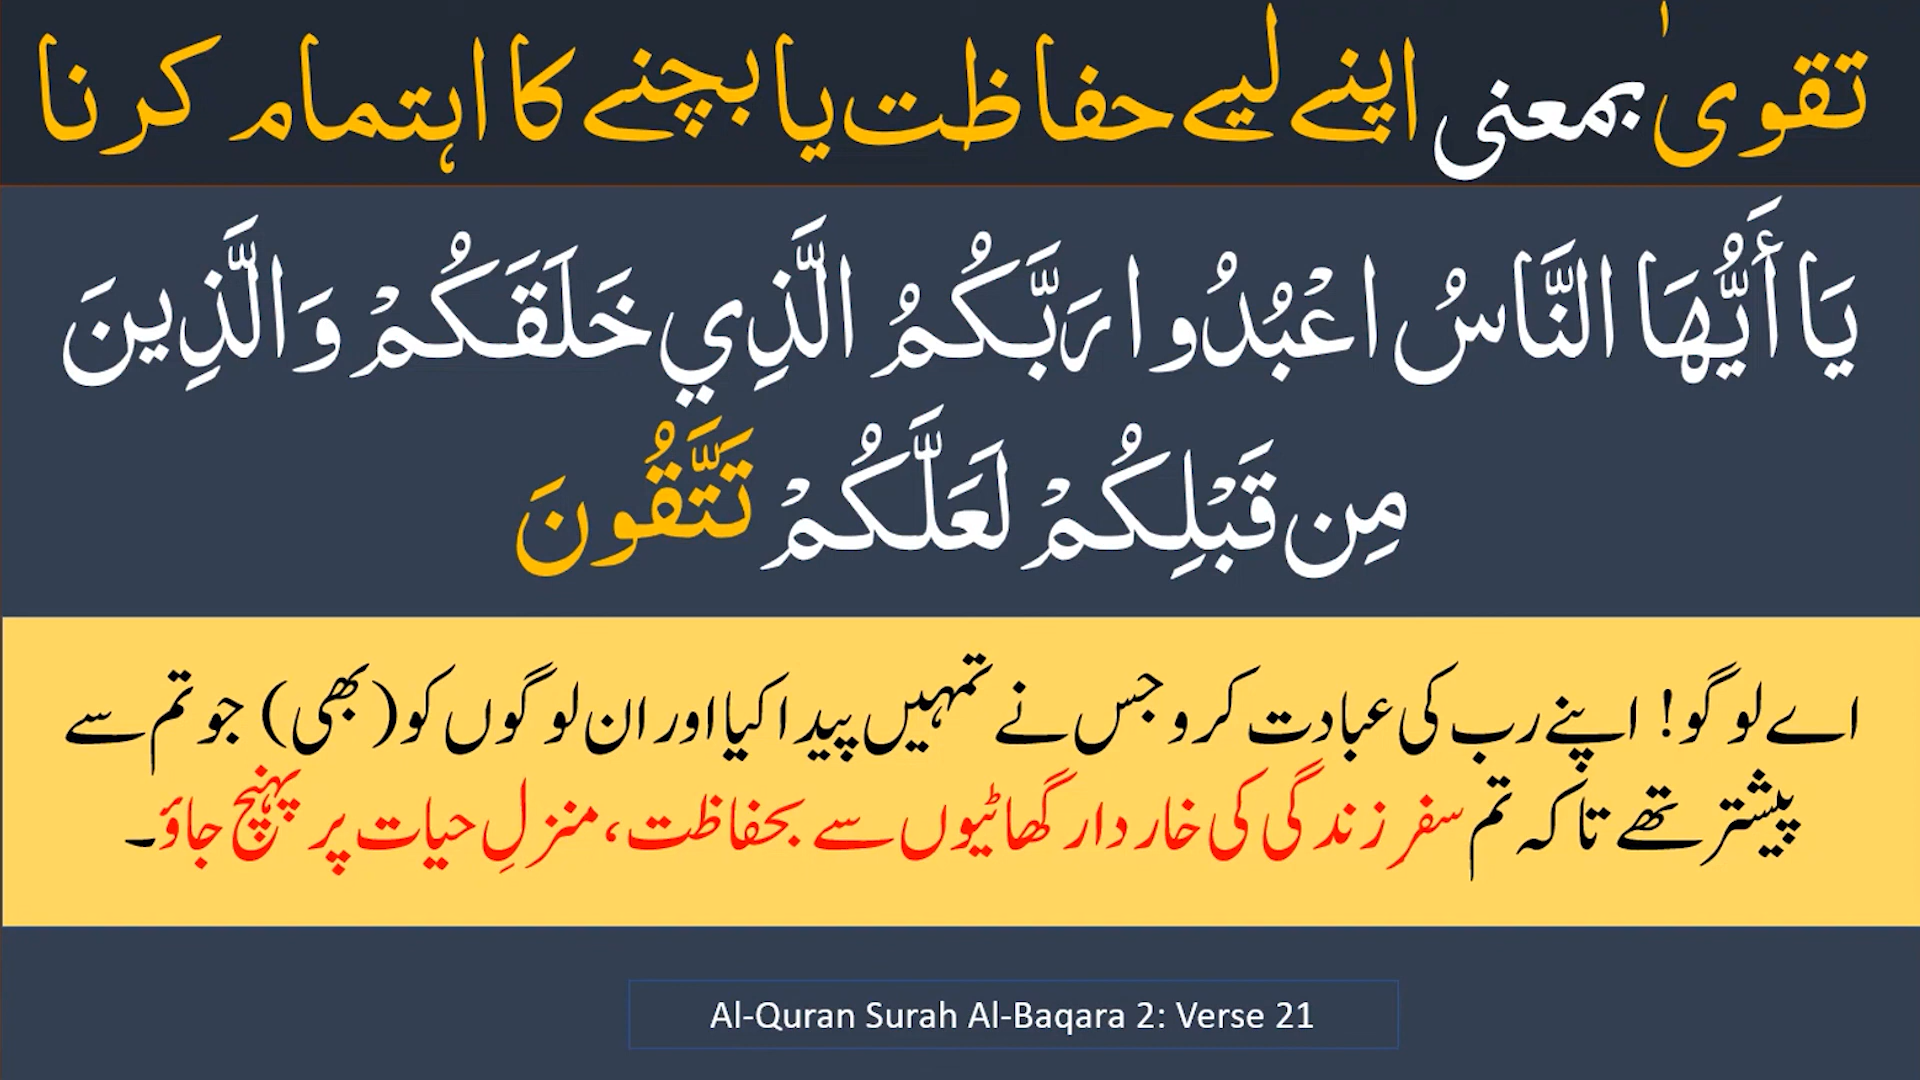 تقویٰ بمعنی اپنے لیے حفاظت یا بچنے کا اہتمام کرنا
يَا أَيُّهَا النَّاسُ اعْبُدُوا رَبَّكُمُ الَّذِي خَلَقَكُمْ وَالَّذِينَ
مِن قَبْلِكُمْ لَعَلَّكُمْ تَتَّقُونَ
اے لوگو! اپنے رب کی عبادت کرو جس نے تمہیں پیدا کیا اور ان لوگوں کو (بھی) جو تم سے
پیشتر تھے تاکہ تم سفر زندگی کی خاردار گھاٹیوں سے بحفاظت، منزلِ حیات پر پہنچ جاؤ۔
Al-Quran Surah Al-Baqara 2: Verse 21